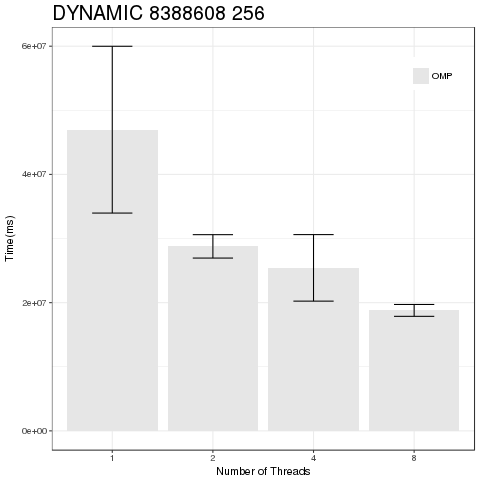 DYNAMIC 8388608 256
6e+07
OMP
4e+07
Time(ms)
2e+07
0e+00
1 2 4 8
Number of Threads